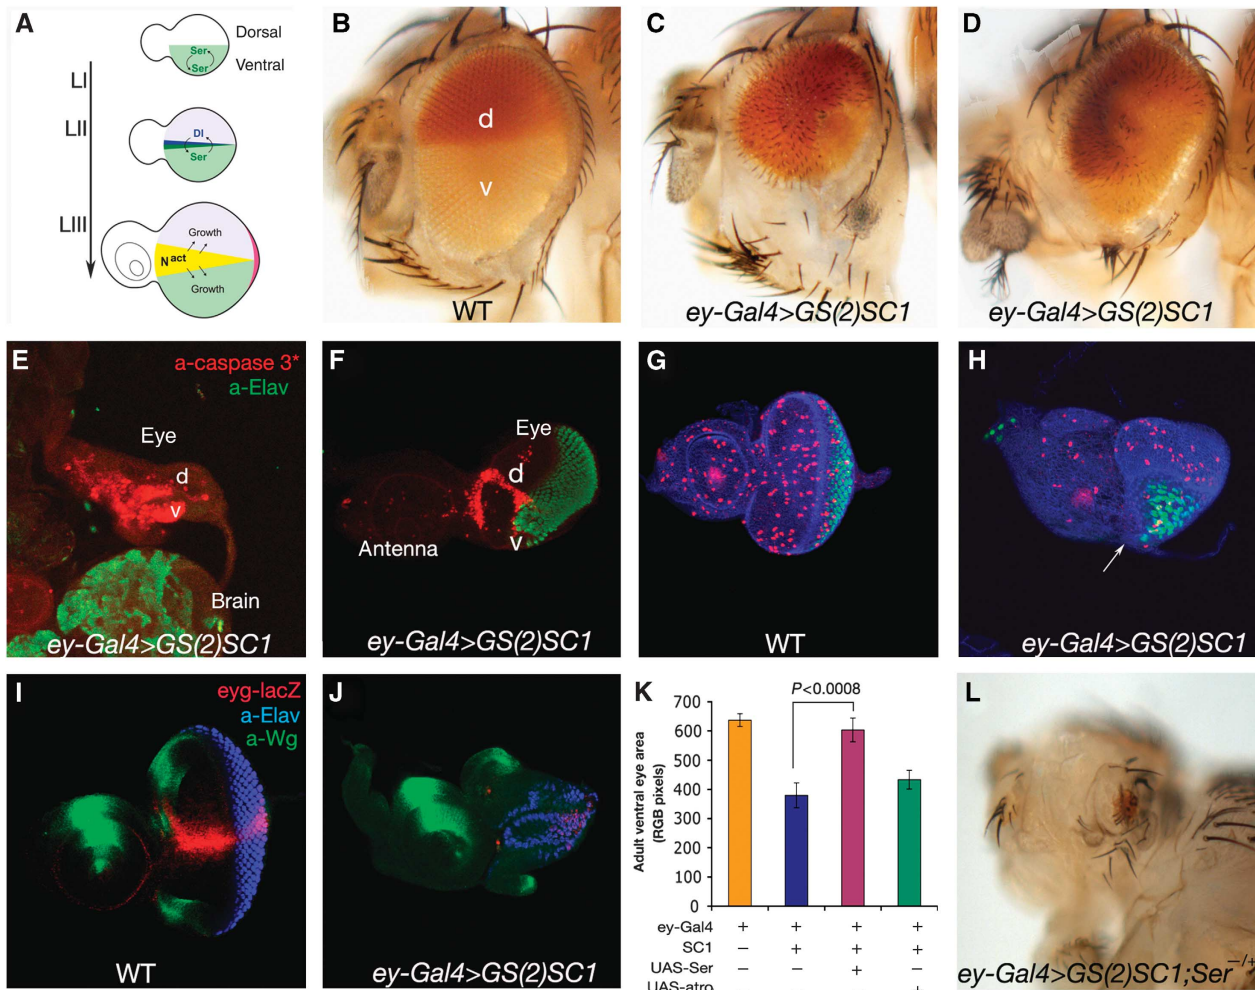 A
Dorsal
Ventral
Ser
Ser
LI
LII
Dl
Ser
LIII
Growth
N act
Growth
B
d
v
WT
C
ey-Gal4>GS(2)SC1
D
ey-Gal4>GS(2)SC1
E
a-caspase 3*
a-Elav
Eye
d
v
Brain
ey-Gal4>GS(2)SC1
F
Eye
d
v
Antenna
ey-Gal4>GS(2)SC1
G
WT
H
ey-Gal4>GS(2)SC1
I
eyg-lacZ
a-Elav
a-Wg
WT
J
ey-Gal4>GS(2)SC1
K
P<0.0008
Adult ventral eye area
(RGB pixels)
700
600
500
400
300
200
100
0
ey-Gal4 + + + +
SC1 – + + +
UAS-Ser – – + –
UAS-atro
L
ey-Gal4>GS(2)SC1;Ser–/+